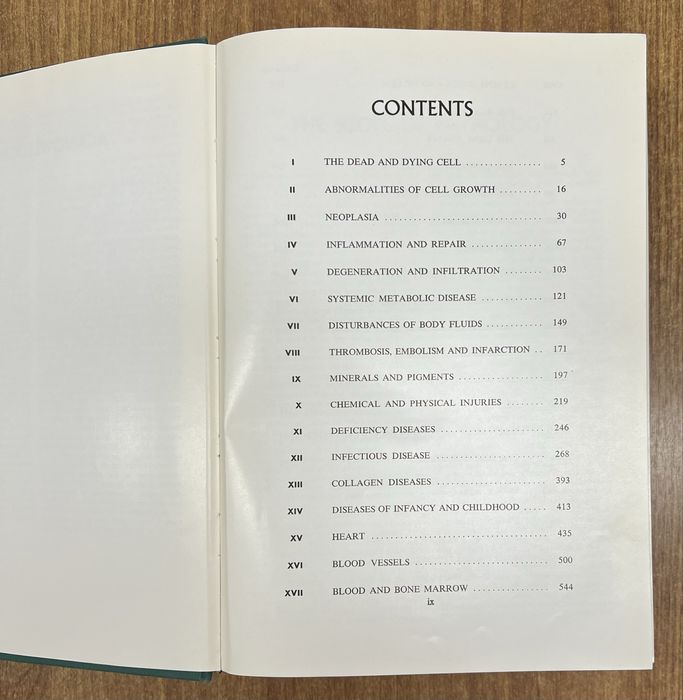 CONTENTS
I THE DEAD AND DYING CELL ............... 5
II ABNORMALITIES OF CELL GROWTH ........ 16
III NEOPLASIA ............................. 30
IV INFLAMMATION AND REPAIR ............. 67
V DEGENERATION AND INFILTRATION ....... 103
VI SYSTEMIC METABOLIC DISEASE ............ 121
VII DISTURBANCES OF BODY FLUIDS ........... 149
VIII THROMBOSIS, EMBOLISM AND INFARCTION .. 171
IX MINERALS AND PIGMENTS ................ 197
X CHEMICAL AND PHYSICAL INJURIES ....... 219
XI DEFICIENCY DISEASES .................... 246
XII INFECTIOUS DISEASE ..................... 268
XIII COLLAGEN DISEASES ..................... 393
XIV DISEASES OF INFANCY AND CHILDHOOD ..... 413
XV HEART ................................. 435
XVI BLOOD VESSELS ......................... 500
XVII BLOOD AND BONE MARROW ............... 544
ix